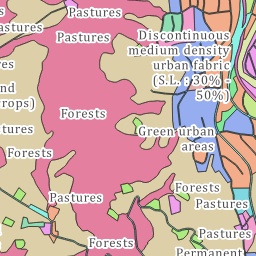 Pastures
Pastures
Pastures
Discontinuous
medium density
urban fabric
(S.L. : 30% -
50%)
Forests
Green urban
areas
Forests
Forests
Pastures
Pastures
Pastures
Forests
Permanent